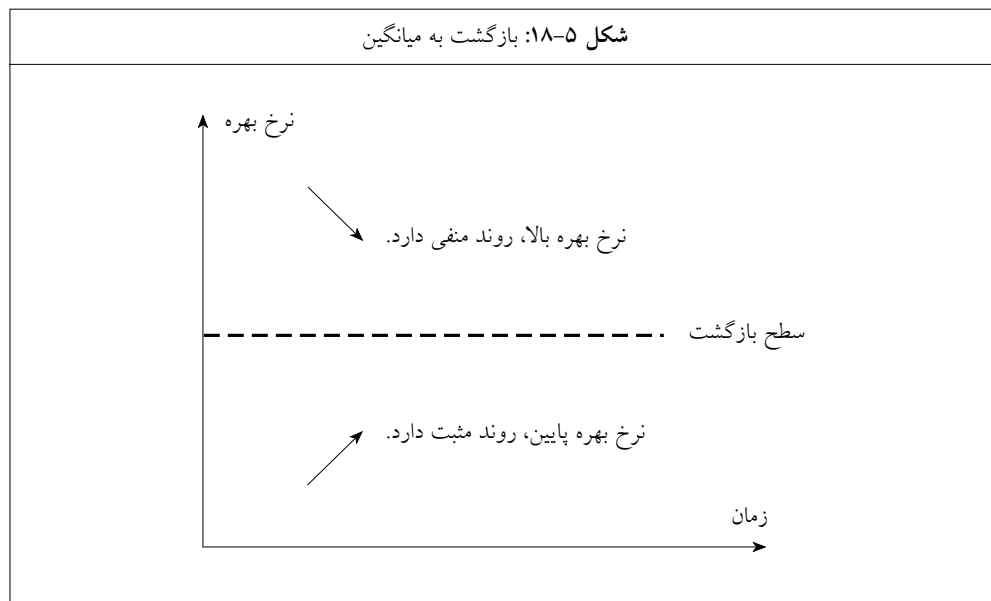 شکل ۵-۱۸: بازگشت به میانگین
نرخ بهره
نرخ بهره بالا، روند منفی دارد.
سطح بازگشت
نرخ بهره پایین، روند مثبت دارد.
زمان